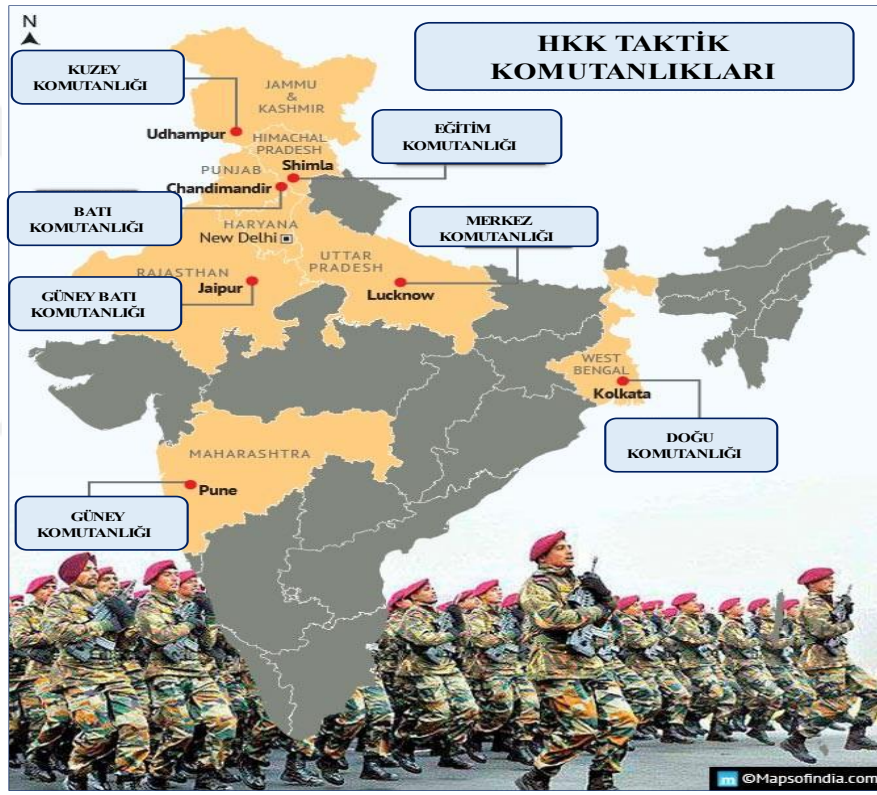 N
HKK TAKTİK
KOMUTANLIKLARI
KUZEY
KOMUTANLIĞI
JAMMU
&
KASHMIR
Udhampur
EĞİTİM
KOMUTANLIĞI
HIMACHAL
PRADESH
Shimla
PUNJAB
Chandimandir
BATI
KOMUTANLIĞI
HARYANA
New Delhi
MERKEZ
KOMUTANLIĞI
UTTAR
PRADESH
RAJASTHAN
Jaipur
Lucknow
GÜNEY BATI
KOMUTANLIĞI
WEST
BENGAL
Kolkata
DOĞU
KOMUTANLIĞI
MAHARASHTRA
Pune
GÜNEY
KOMUTANLIĞI
m ©Mapsofindia.com